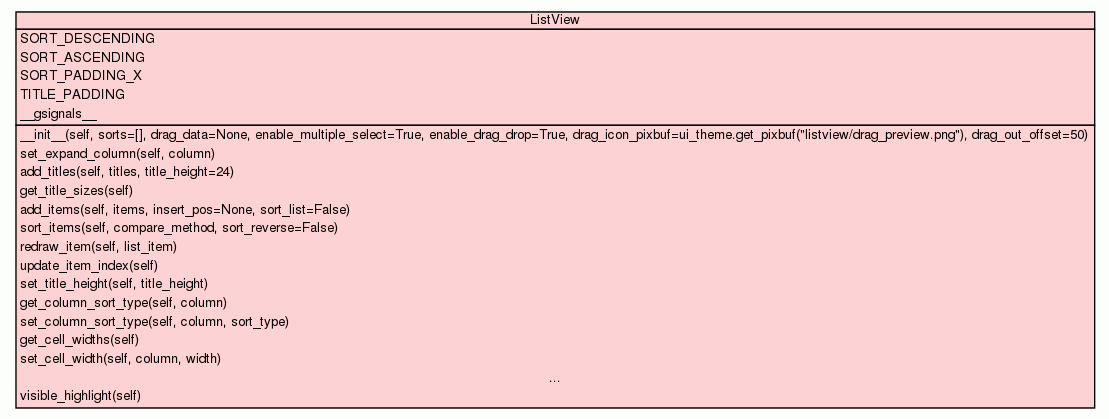 ListView
SORT_DESCENDING
SORT_ASCENDING
SORT_PADDING_X
TITLE_PADDING
__gsignals__
__init__(self, sorts=[], drag_data=None, enable_multiple_select=True, enable_drag_drop=True, drag_icon_pixbuf=ui_theme.get_pixbuf("listview/drag_preview.png"), drag_out_offset=50)
set_expand_column(self, column)
add_titles(self, titles, title_height=24)
get_title_sizes(self)
add_items(self, items, insert_pos=None, sort_list=False)
sort_items(self, compare_method, sort_reverse=False)
redraw_item(self, list_item)
update_item_index(self)
set_title_height(self, title_height)
get_column_sort_type(self, column)
set_column_sort_type(self, column, sort_type)
get_cell_widths(self)
set_cell_width(self, column, width)
...
visible_highlight(self)